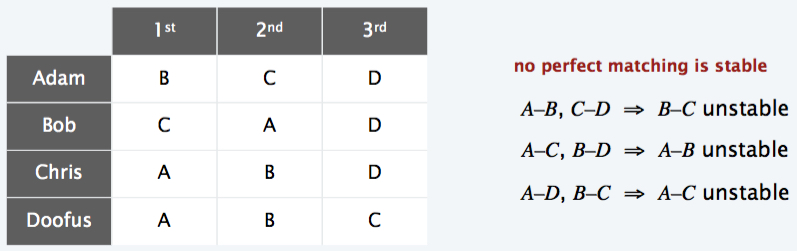 1st 2nd 3rd
Adam B C D
Bob C A D
Chris A B D
Doofus A B C
no perfect matching is stable
A–B, C–D ⇒ B–C unstable
A–C, B–D ⇒ A–B unstable
A–D, B–C ⇒ A–C unstable